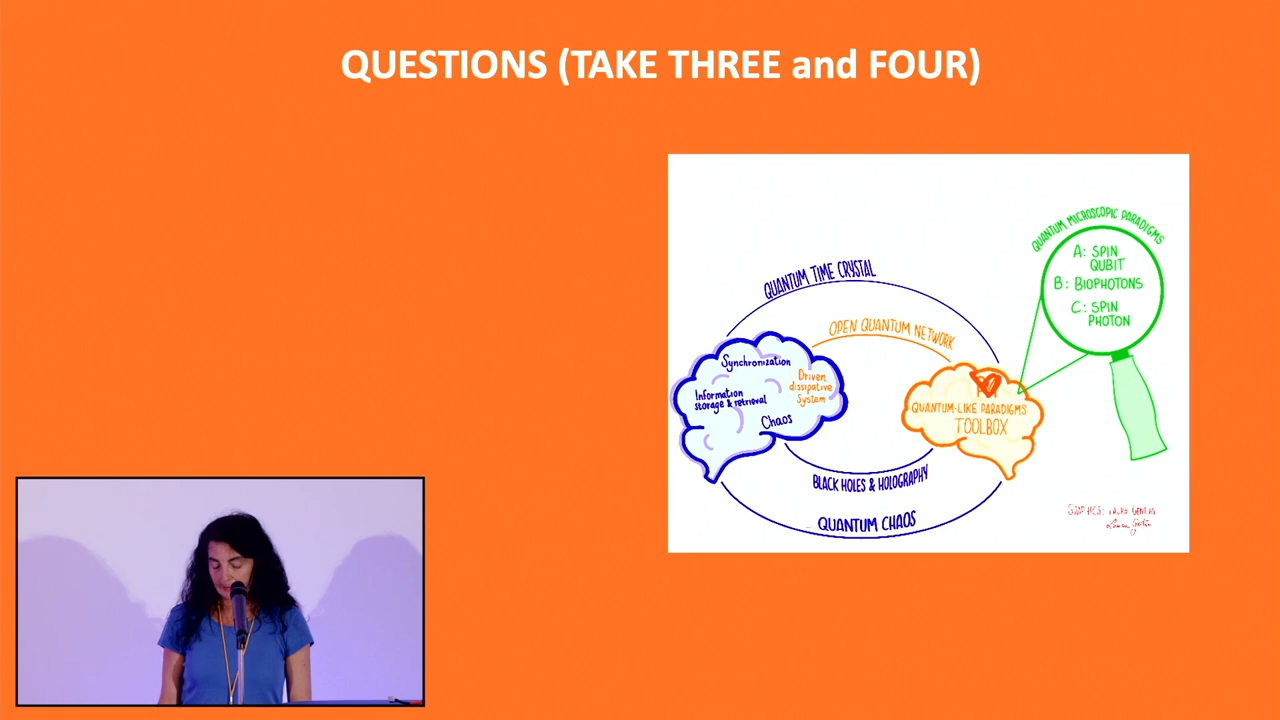 QUESTIONS (TAKE THREE and FOUR)
QUANTUM MICROSCOPIC PARADIGMS
A: SPIN
QUBIT
B: BIOPHOTONS
C: SPIN
PHOTON
QUANTUM TIME CRYSTAL
OPEN QUANTUM NETWORK
Synchronization
Driven
dissipative
System
Information
storage & retrieval
Chaos
QUANTUM-LIKE PARADIGMS
TOOLBOX
BLACK HOLES & HOLOGRAPHY
QUANTUM CHAOS